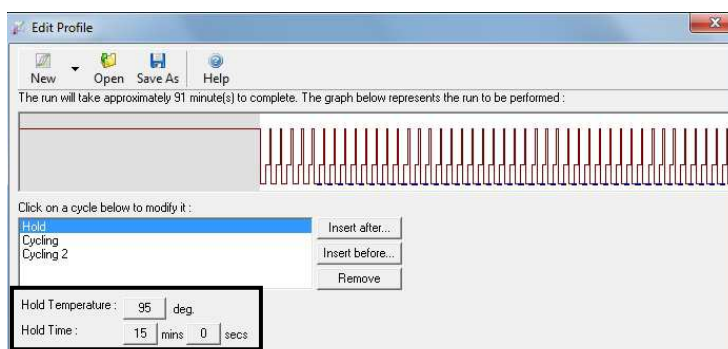 Edit Profile
New Open Save As Help
The run will take approximately 91 minute(s) to complete. The graph below represents the run to be performed :
Click on a cycle below to modify it :
Hold
Cycling
Cycling 2
Insert after...
Insert before...
Remove
Hold Temperature : 95 deg.
Hold Time : 15 mins 0 secs